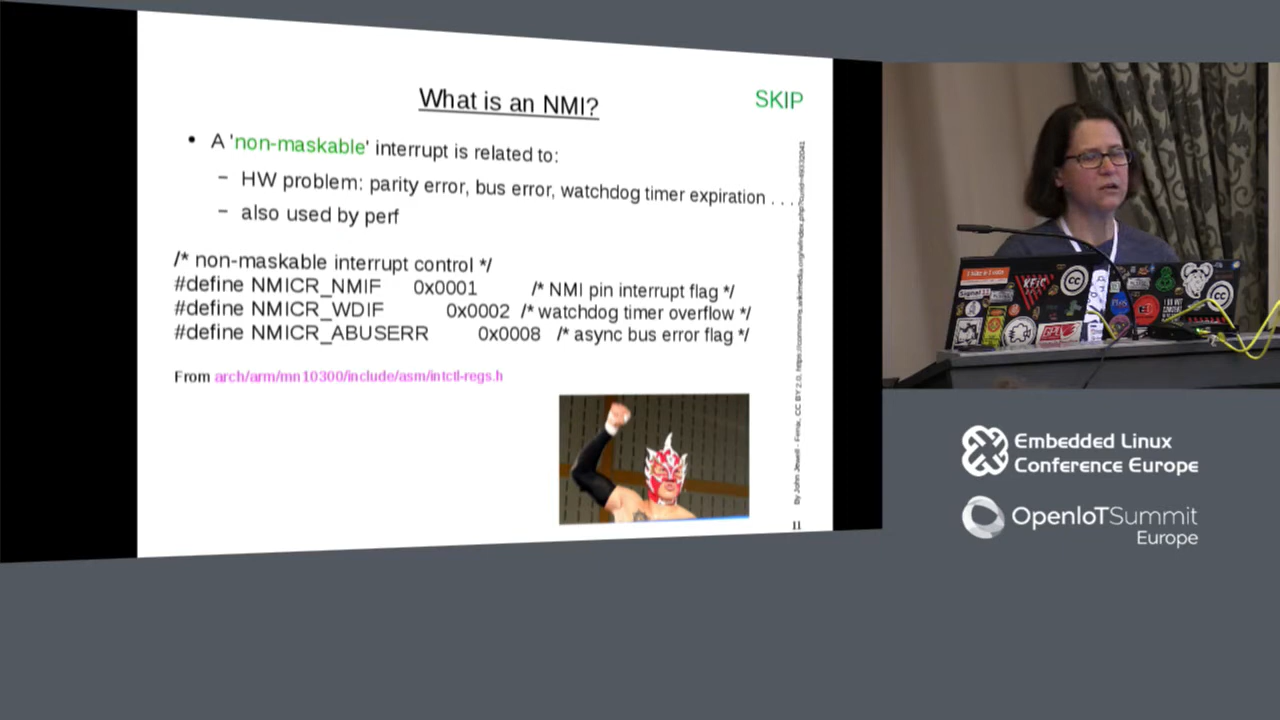 What is an NMI?
SKIP
• A 'non-maskable' interrupt is related to:
– HW problem: parity error, bus error, watchdog timer expiration . . .
– also used by perf
/* non-maskable interrupt control */
#define NMICR_NMIF 0x0001 /* NMI pin interrupt flag */
#define NMICR_WDIF 0x0002 /* watchdog timer overflow */
#define NMICR_ABUSERR 0x0008 /* async bus error flag */
From arch/arm/mn10300/include/asm/intctl-regs.h
11
Embedded Linux
Conference Europe
OpenIoTSummit
Europe